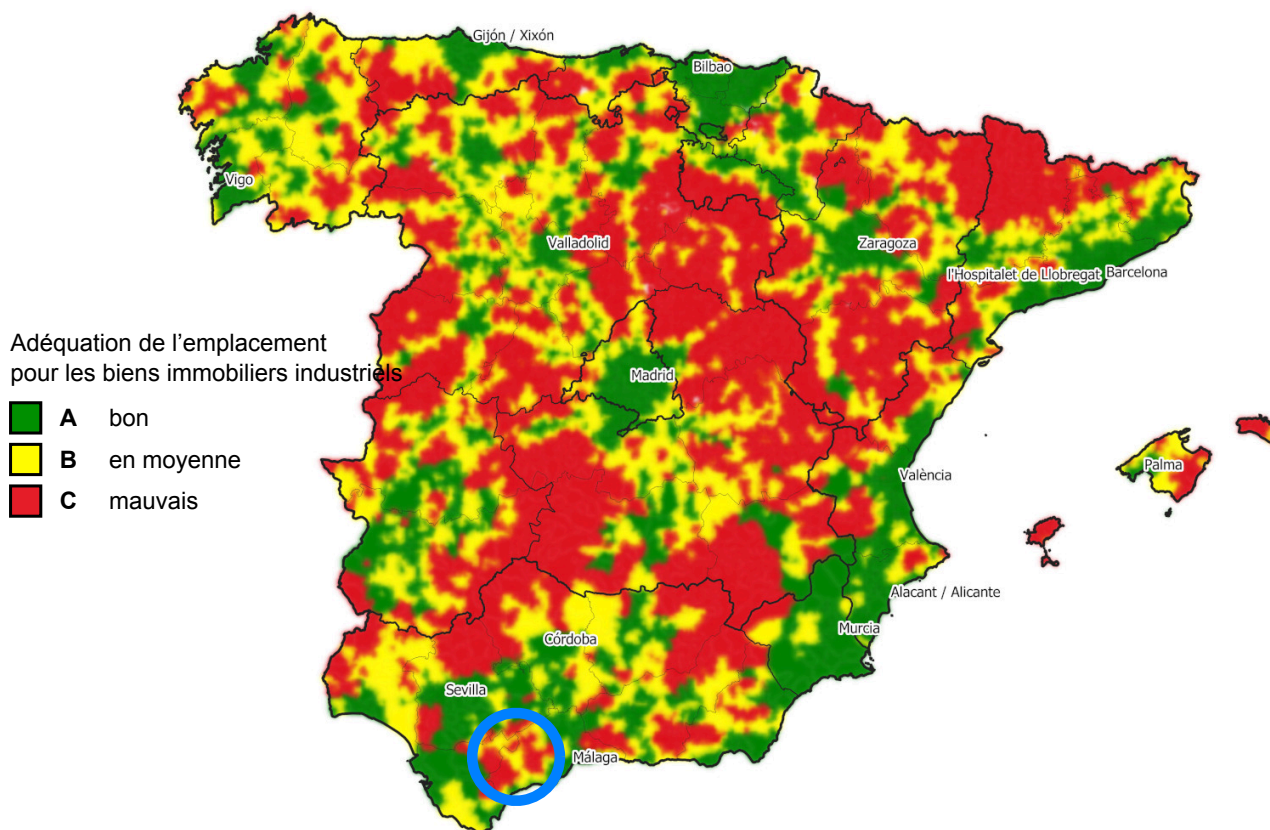 Gijón / Xixón
Bilbao
Vigo
Valladolid
Zaragoza
l'Hospitalet de Llobregat
Barcelona
Adéquation de l’emplacement
pour les biens immobiliers industriels
A bon
B en moyenne
C mauvais
Madrid
Palma
València
Alacant / Alicante
Murcia
Córdoba
Sevilla
Málaga